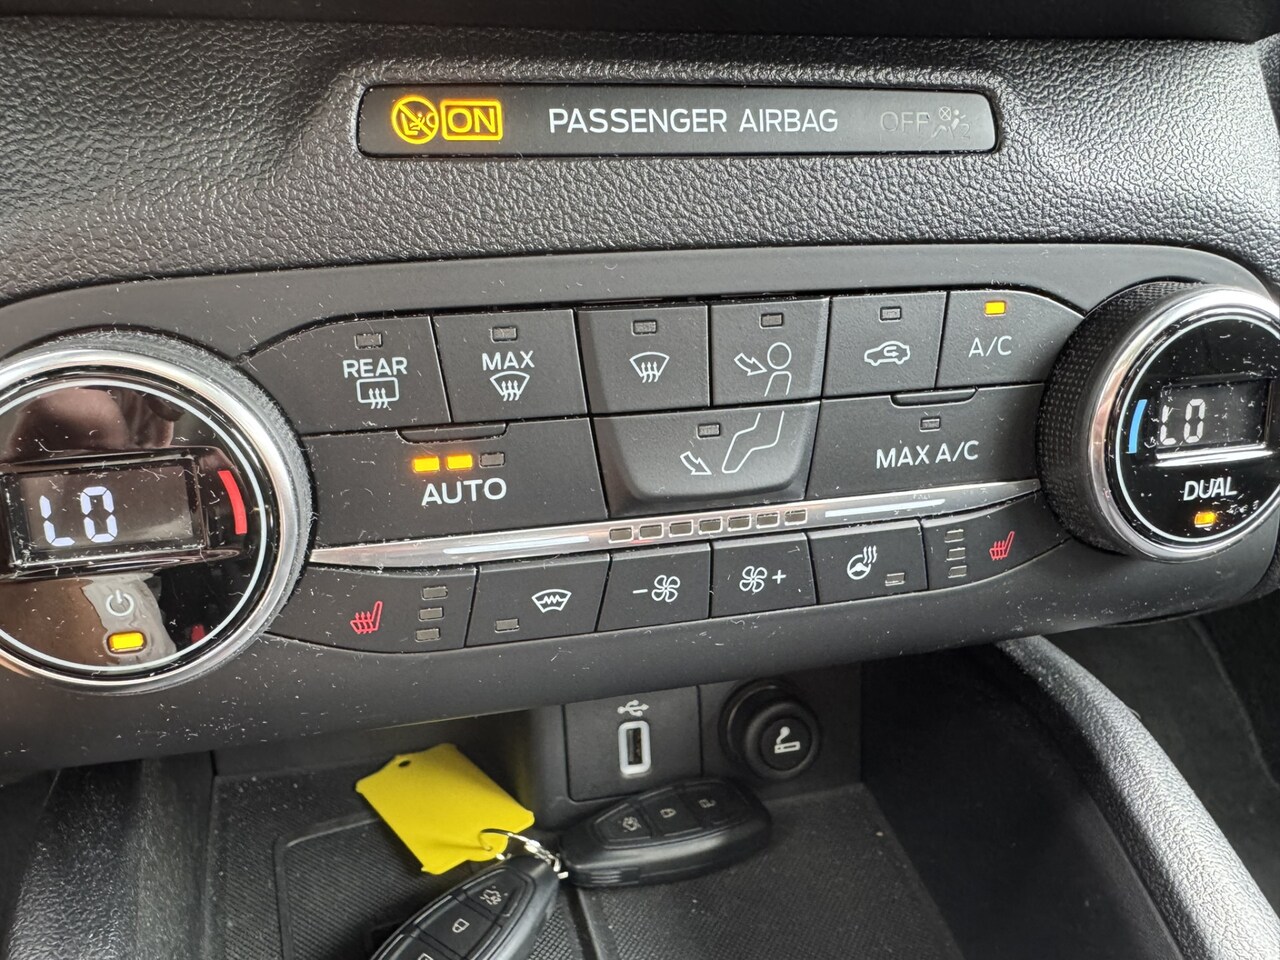 ON PASSENGER AIRBAG OFF
REAR
MAX
A/C
AUTO
MAX A/C
LO
LO
DUAL
- +